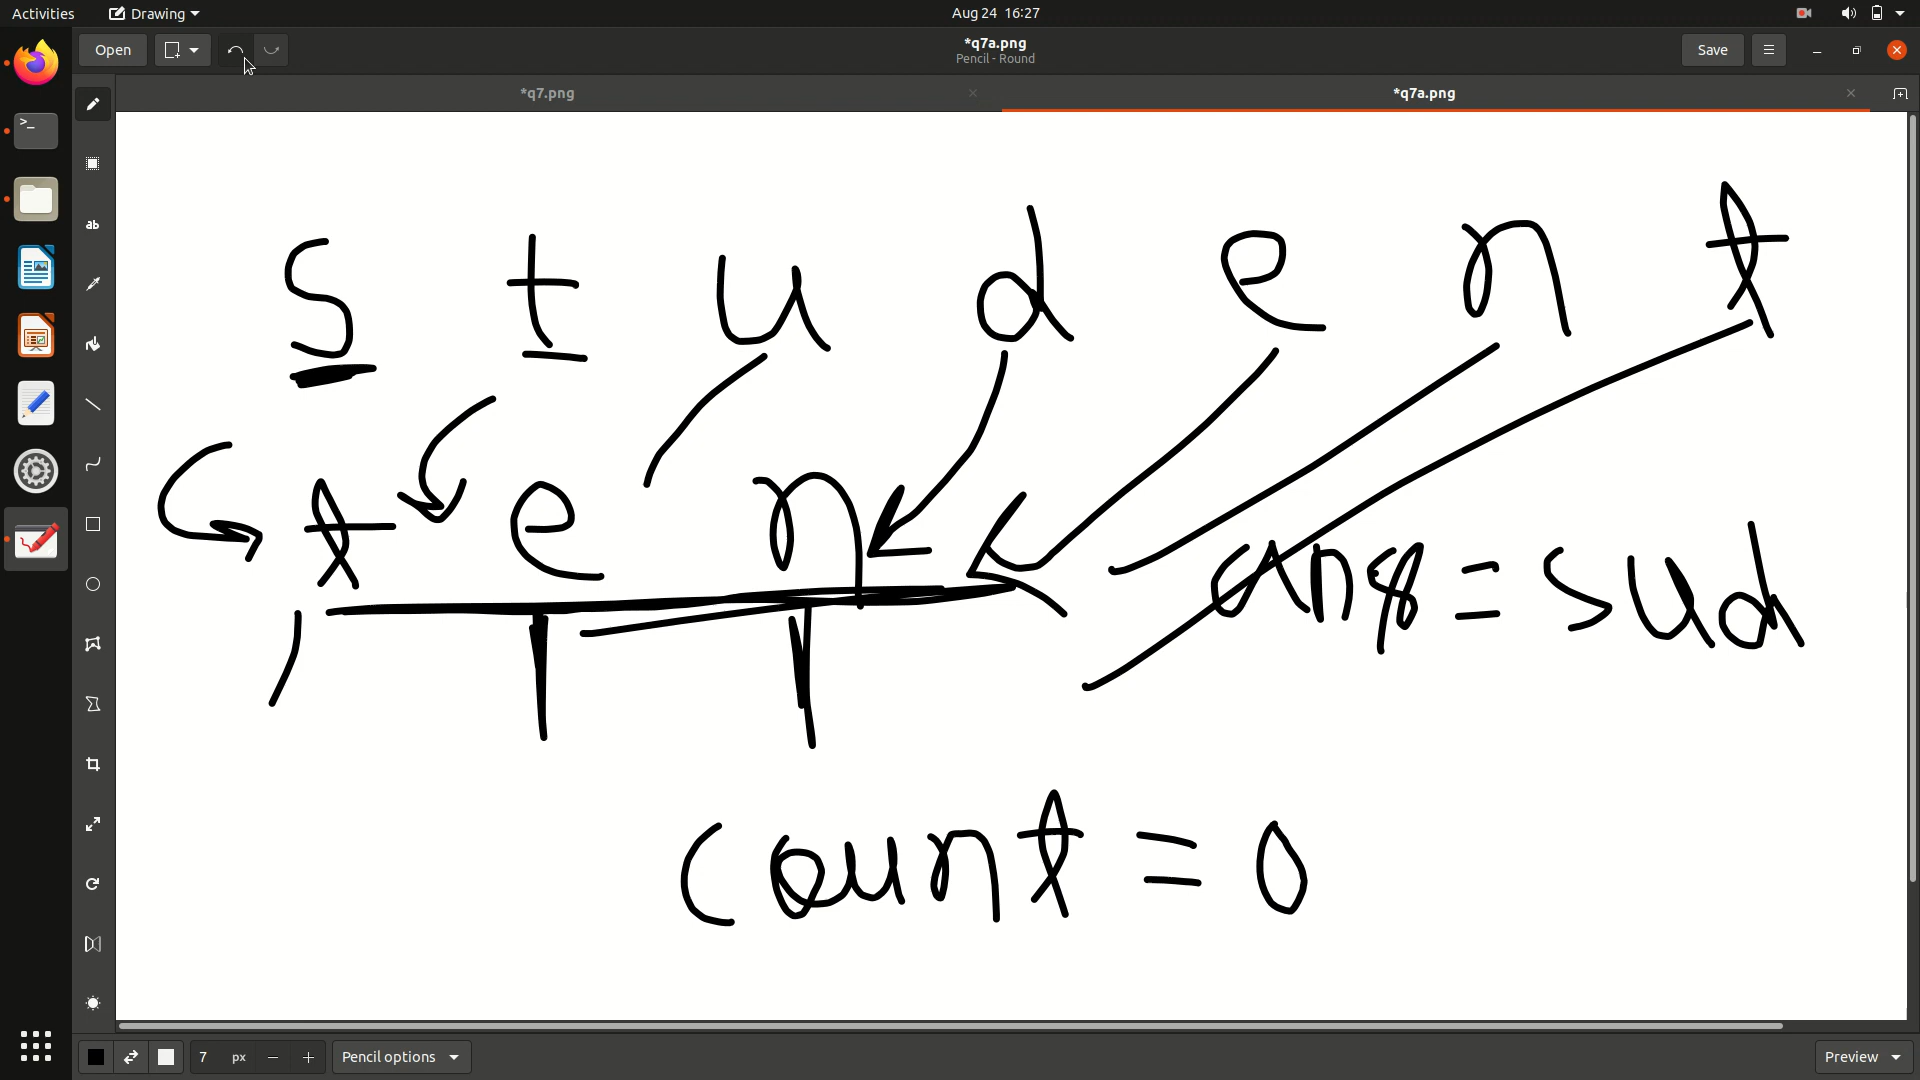 Activities Drawing Aug 24 16:27
Open *q7a.png Save
Pencil - Round
*q7.png *q7a.png
ab
s t u d e n t
t e n
ans = sud
count = 0
7 px Pencil options Preview